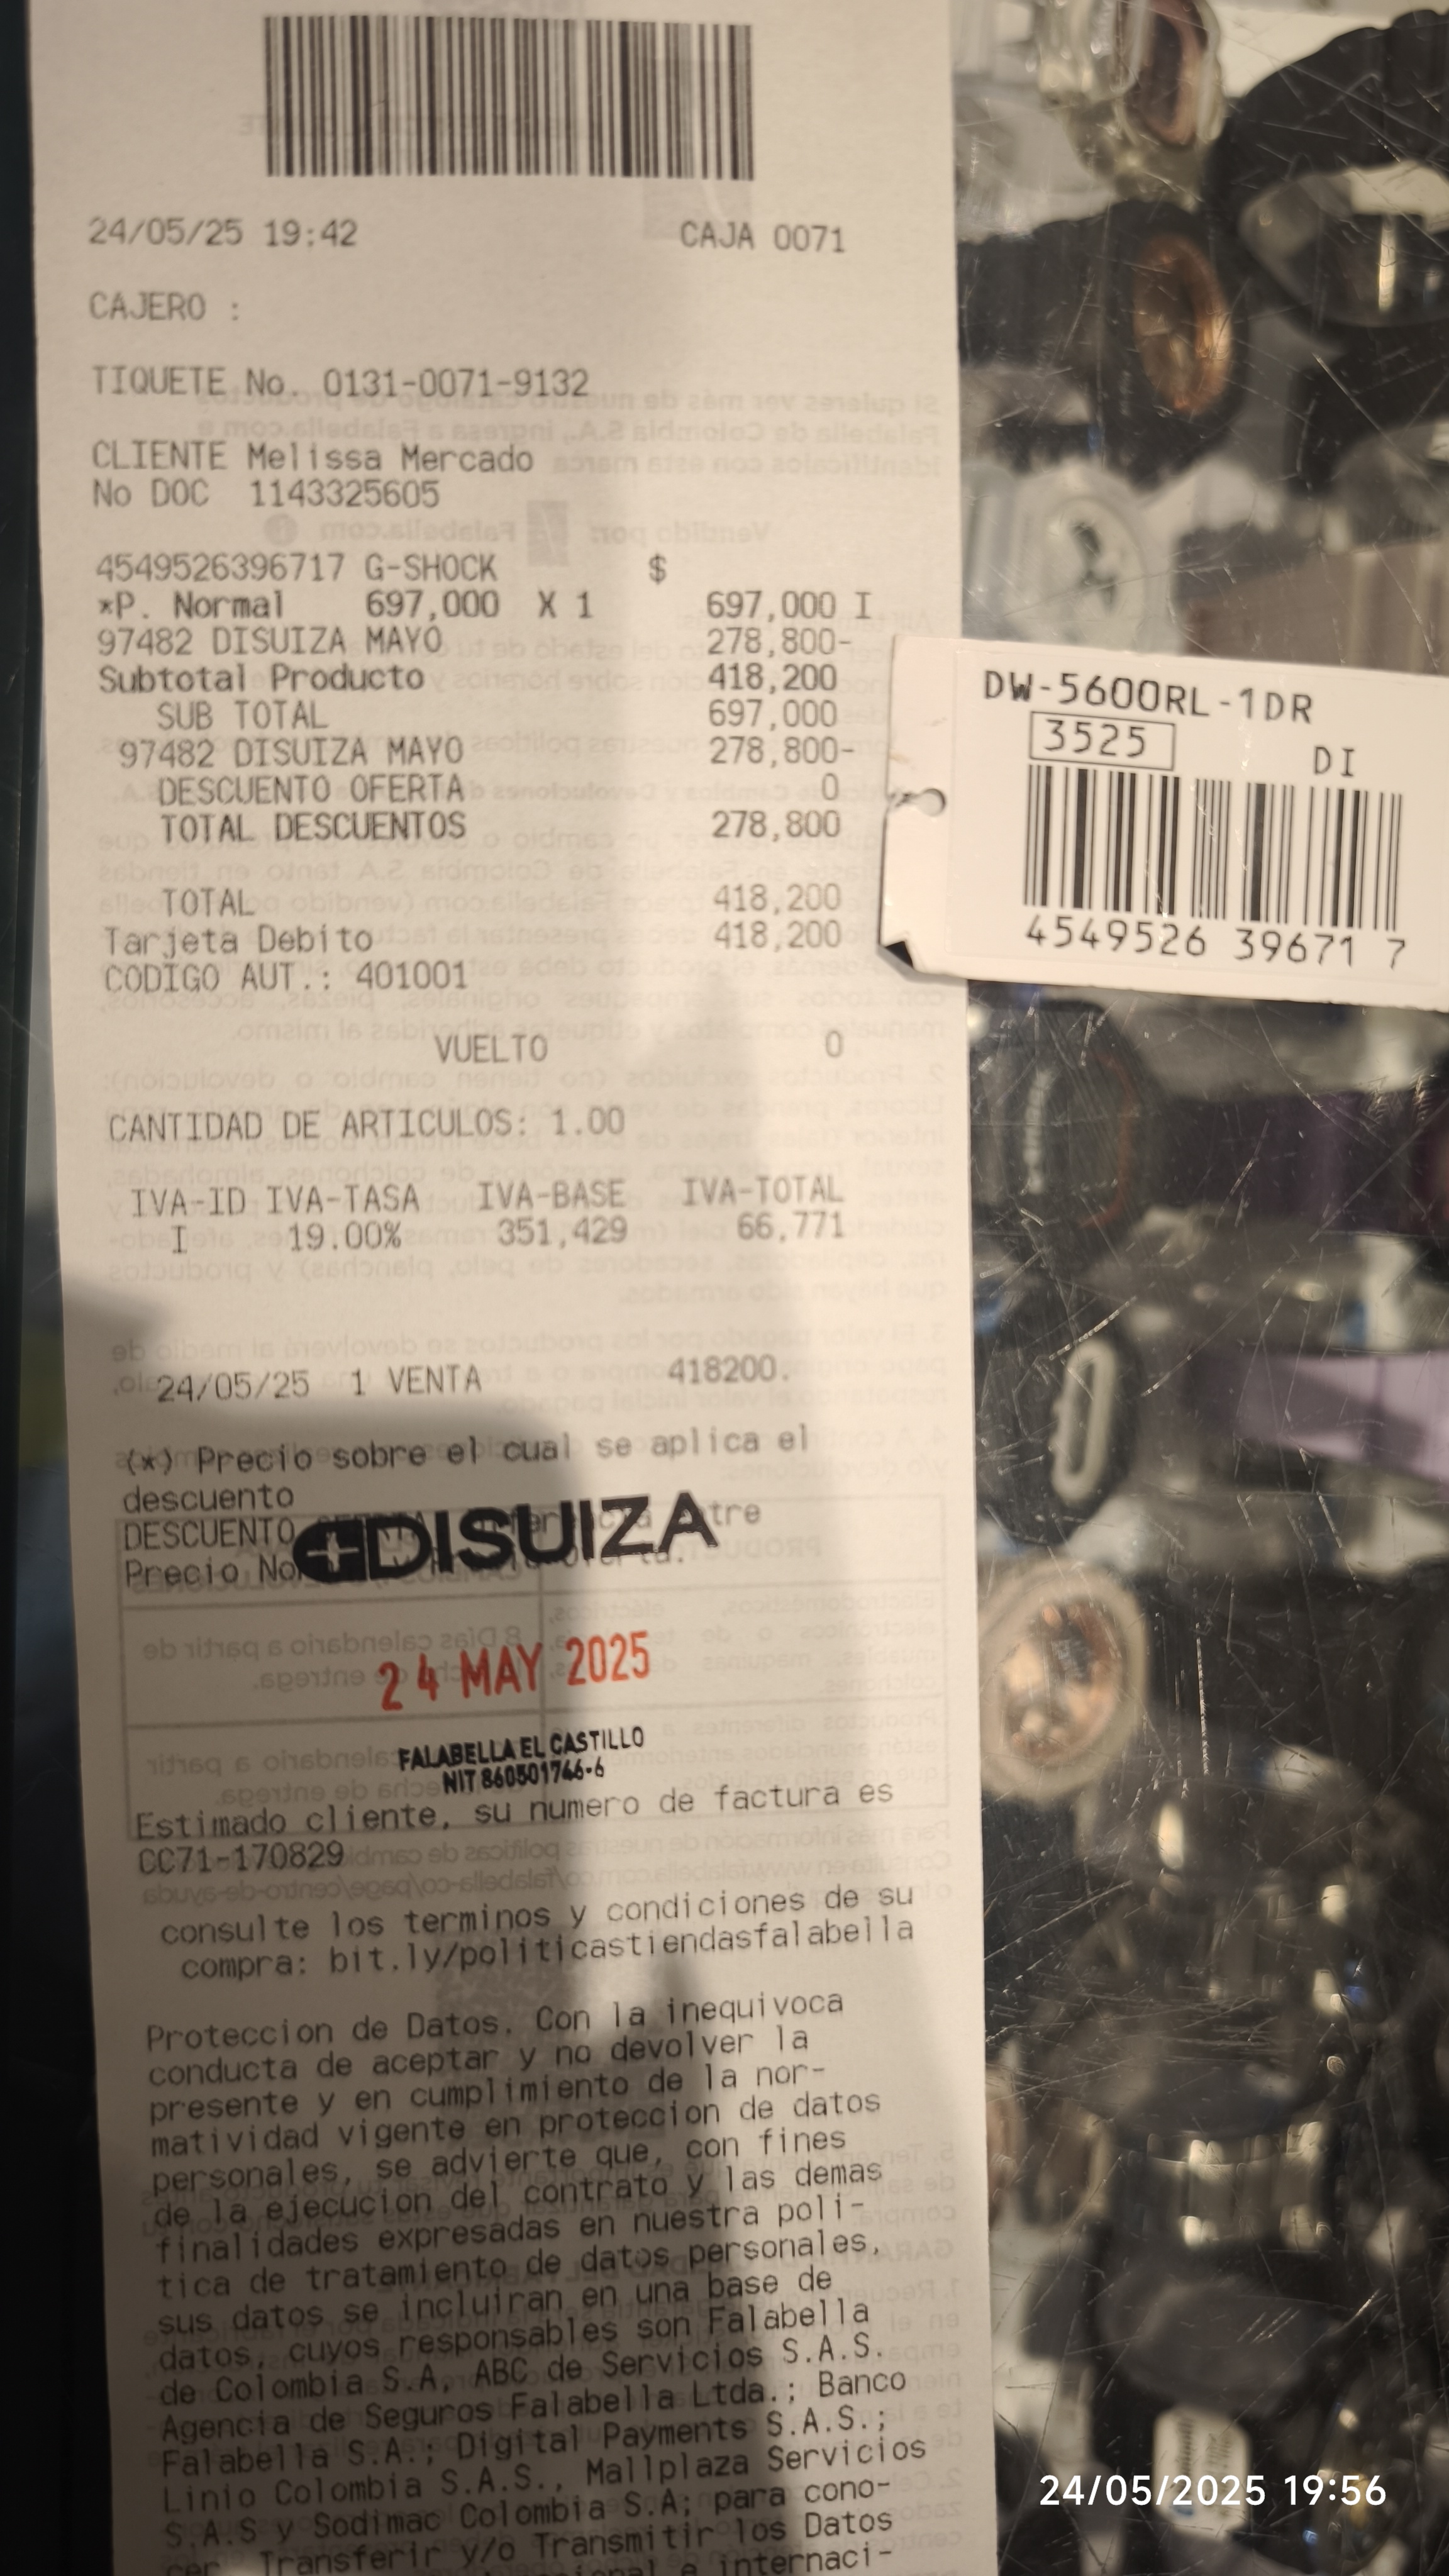 24/05/25 19:42 CAJA 0071
CAJERO :
TIQUETE No. 0131-0071-9132
CLIENTE Melissa Mercado
No DOC 1143325605
4549526396717 G-SHOCK $
*P. Normal 697,000 X 1 697,000 I
97482 DISUIZA MAYO 278,800-
Subtotal Producto 418,200
SUB TOTAL 697,000
97482 DISUIZA MAYO 278,800-
DESCUENTO OFERTA 0
TOTAL DESCUENTOS 278,800
TOTAL 418,200
Tarjeta Debito 418,200
CODIGO AUT.: 401001
VUELTO 0
CANTIDAD DE ARTICULOS: 1.00
IVA-ID IVA-TASA IVA-BASE IVA-TOTAL
I 19.00% 351,429 66,771
24/05/25 1 VENTA 418200.
(*) Precio sobre el cual se aplica el
descuento
DESCUENTO
Precio
DISUIZA
24 MAY 2025
FALABELLA EL CASTILLO
NIT 860501746-6
Estimado cliente, su numero de factura es
CC71-170829
consulte los terminos y condiciones de su
compra: bit.ly/politicastiendasfalabella
Proteccion de Datos. Con la inequivoca
conducta de aceptar y no devolver la
presente y en cumplimiento de la nor-
matividad vigente en proteccion de datos
personales, se advierte que, con fines
de la ejecucion del contrato y las demas
finalidades expresadas en nuestra poli-
tica de tratamiento de datos personales,
sus datos se incluiran en una base de
datos, cuyos responsables son Falabella
de Colombia S.A, ABC de Servicios S.A.S.
Agencia de Seguros Falabella Ltda.; Banco
Falabella S.A.; Digital Payments S.A.S.;
Linio Colombia S.A.S., Mallplaza Servicios
S.A.S y Sodimac Colombia S.A; para cono-
cer, Transferir y/o Transmitir los Datos
e internaci-
DW-5600RL-1DR
3525 DI
4549526 39671 7
24/05/2025 19:56